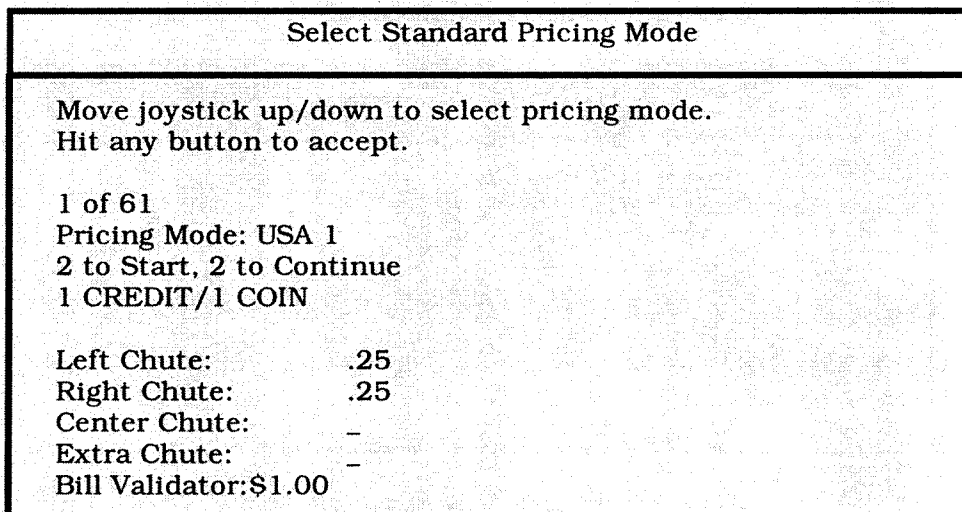 Select Standard Pricing Mode
Move joystick up/down to select pricing mode.
Hit any button to accept.
1 of 61
Pricing Mode: USA 1
2 to Start, 2 to Continue
1 CREDIT/1 COIN
Left Chute: .25
Right Chute: .25
Center Chute: _
Extra Chute: _
Bill Validator:$1.00